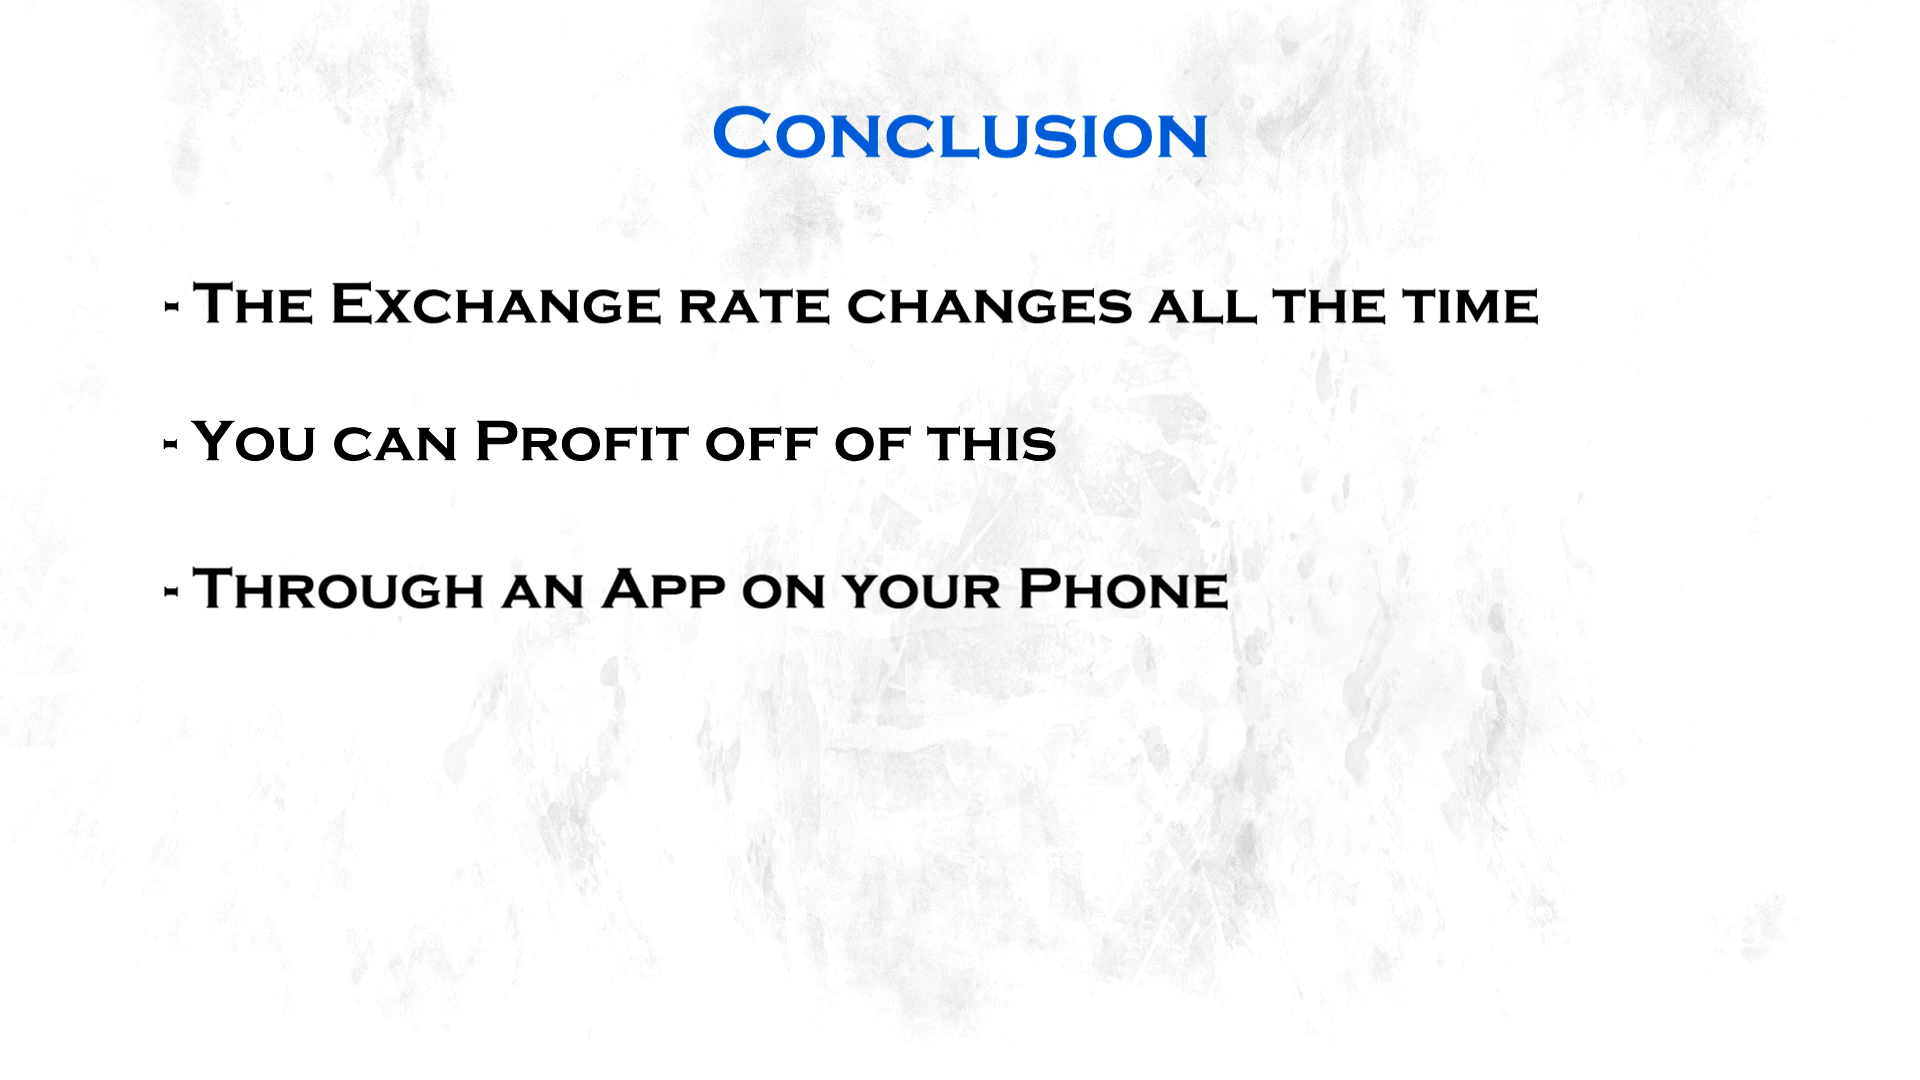 Conclusion
- The Exchange rate changes all the time
- You can Profit off of this
- Through an App on your Phone